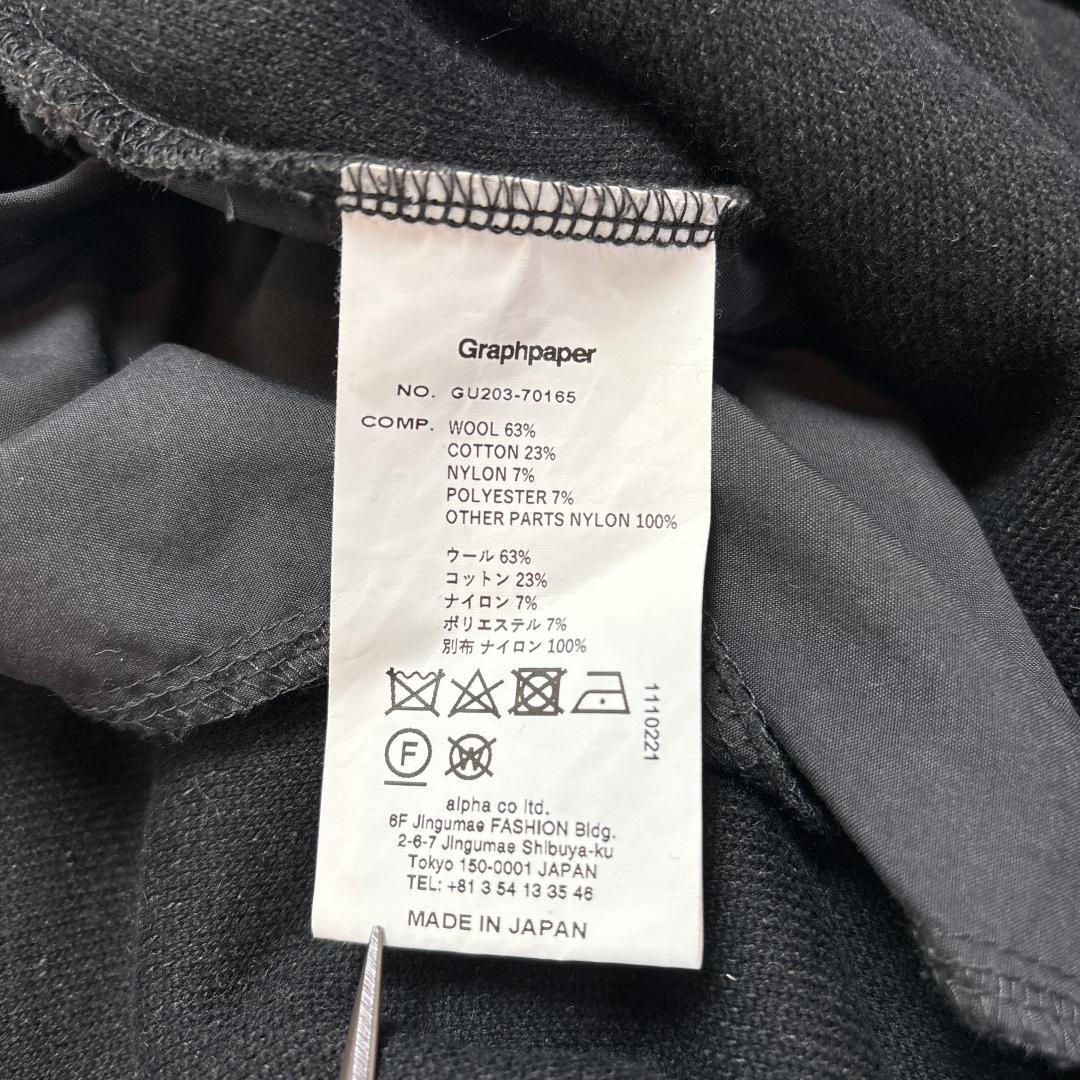 Graphpaper
NO. GU203-70165
COMP. WOOL 63%
COTTON 23%
NYLON 7%
POLYESTER 7%
OTHER PARTS NYLON 100%
ウール 63%
コットン 23%
ナイロン 7%
ポリエステル 7%
別布 ナイロン 100%
1110221
F W
alpha co ltd.
6F Jingumae FASHION Bldg.
2-6-7 Jingumae Shibuya-ku
Tokyo 150-0001 JAPAN
TEL: +81 3 54 13 35 46
MADE IN JAPAN